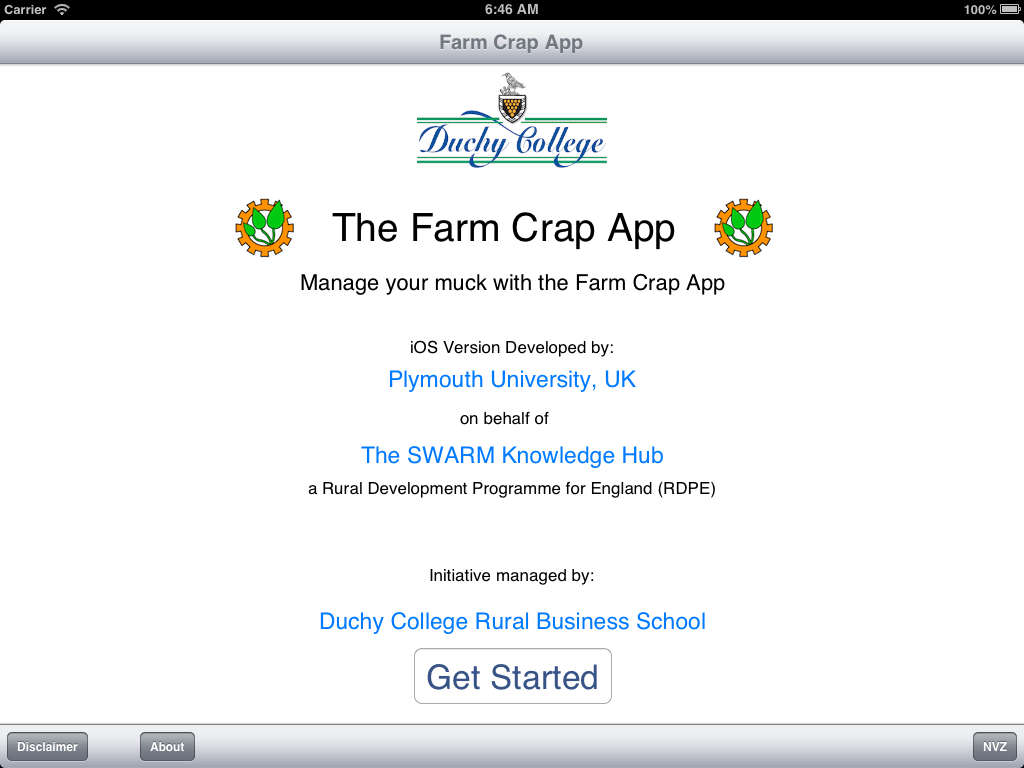 Carrier 6:46 AM 100%
Farm Crap App
Duchy College
The Farm Crap App
Manage your muck with the Farm Crap App
iOS Version Developed by:
Plymouth University, UK
on behalf of
The SWARM Knowledge Hub
a Rural Development Programme for England (RDPE)
Initiative managed by:
Duchy College Rural Business School
Get Started
Disclaimer About NVZ